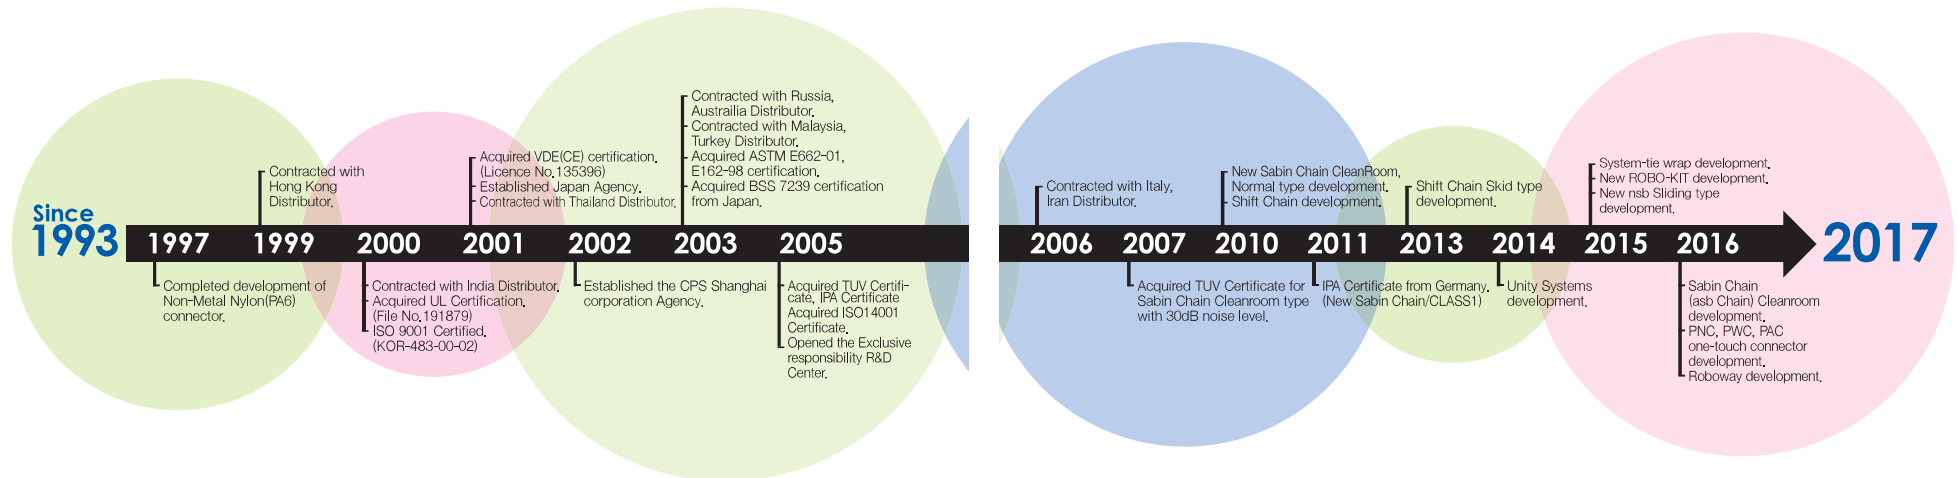 Since
1993
1997
Completed development of
Non-Metal Nylon(PA6)
connector.
1999
Contracted with
Hong Kong
Distributor.
2000
Contracted with India Distributor.
Acquired UL Certification.
(File No.191879)
ISO 9001 Certified.
(KOR-483-00-02)
2001
Acquired VDE(CE) certification.
(Licence No.135396)
Established Japan Agency.
Contracted with Thailand Distributor.
2002
Established the CPS Shanghai
corporation Agency.
2003
Contracted with Russia,
Austrailia Distributor.
Contracted with Malaysia,
Turkey Distributor.
Acquired ASTM E662-01,
E162-98 certification.
Acquired BSS 7239 certification
from Japan.
2005
Acquired TUV Certifi-
cate, IPA Certificate
Acquired ISO14001
Certificate.
Opened the Exclusive
responsibility R&D
Center.
2006
Contracted with Italy,
Iran Distributor.
2007
Acquired TUV Certificate for
Sabin Chain Cleanroom type
with 30dB noise level.
2010
New Sabin Chain CleanRoom,
Normal type development.
Shift Chain development.
2011
IPA Certificate from Germany.
(New Sabin Chain/CLASS1)
2013
Shift Chain Skid type
development.
2014
Unity Systems
development.
2015
System-tie wrap development.
New ROBO-KIT development.
New nsb Sliding type
development.
2016
Sabin Chain
(asb Chain) Cleanroom
development.
PNC, PWC, PAC
one-touch connector
development.
Roboway development.
2017